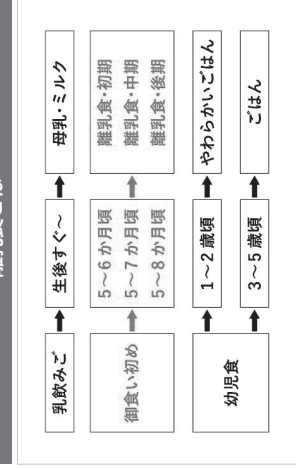 乳飲みご
生後すぐ～
母乳・ミルク
御食い初め
5～6か月頃
5～7か月頃
5～8か月頃
離乳食・初期
離乳食・中期
離乳食・後期
幼児食
1～2歳頃
やわらかいごはん
3～5歳頃
ごはん